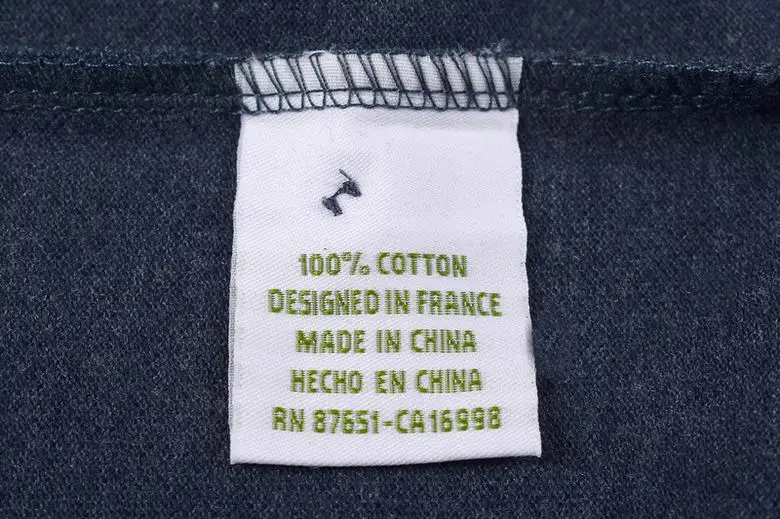 100% COTTON
DESIGNED IN FRANCE
MADE IN CHINA
HECHO EN CHINA
RN 87651-CA16998